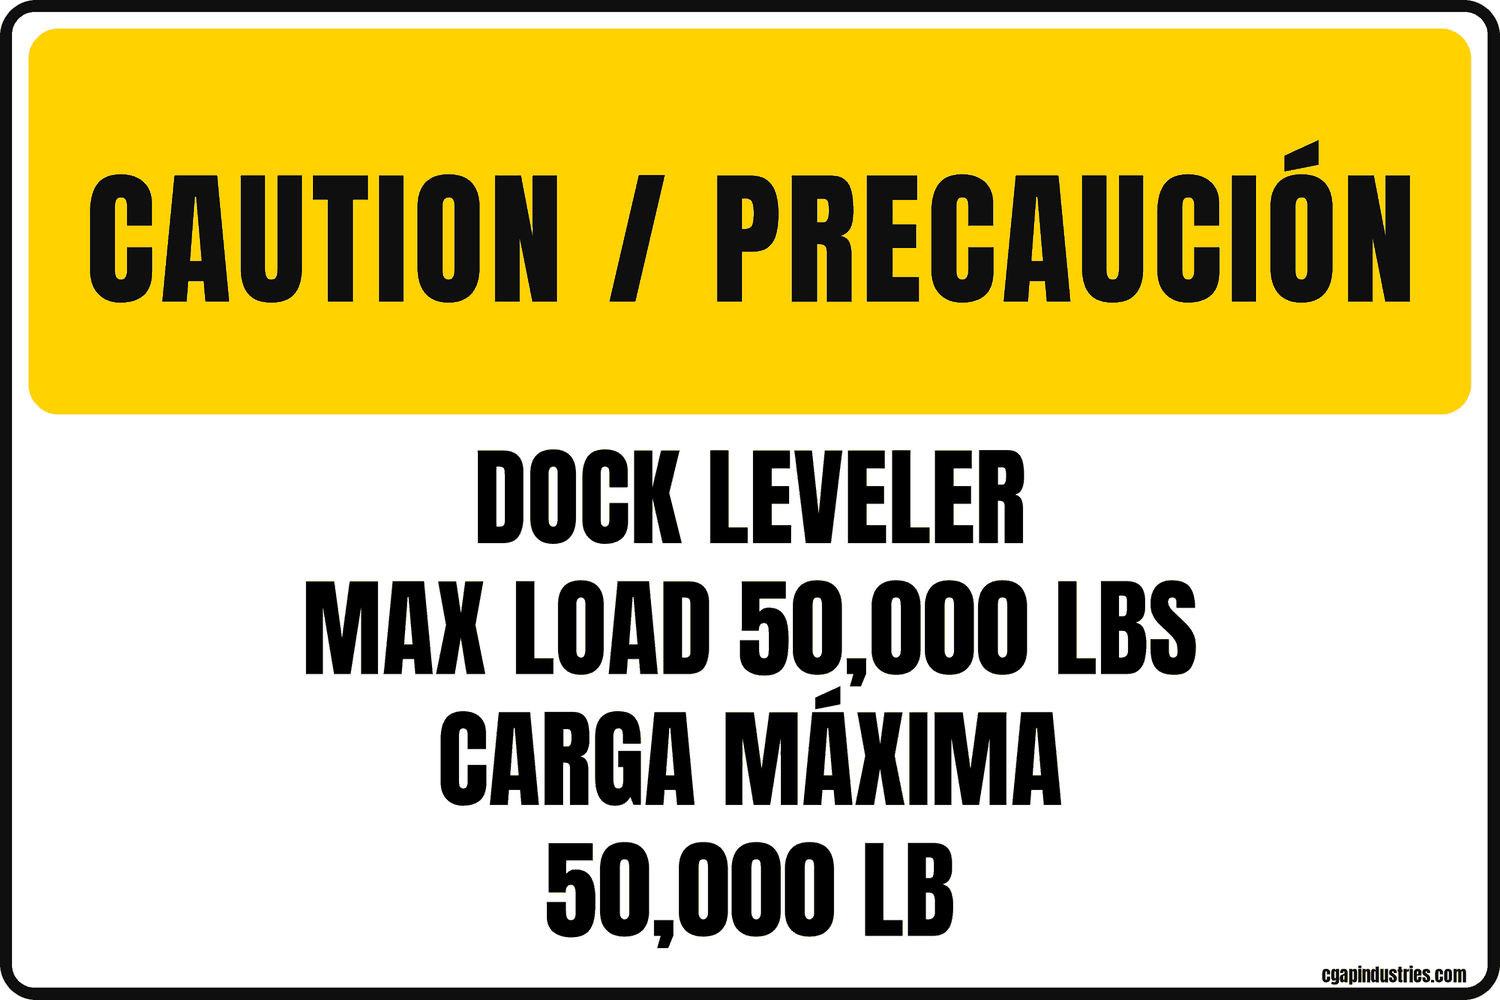 CAUTION / PRECAUCIÓN
DOCK LEVELER
MAX LOAD 50,000 LBS
CARGA MÁXIMA
50,000 LB
cgapindustries.com